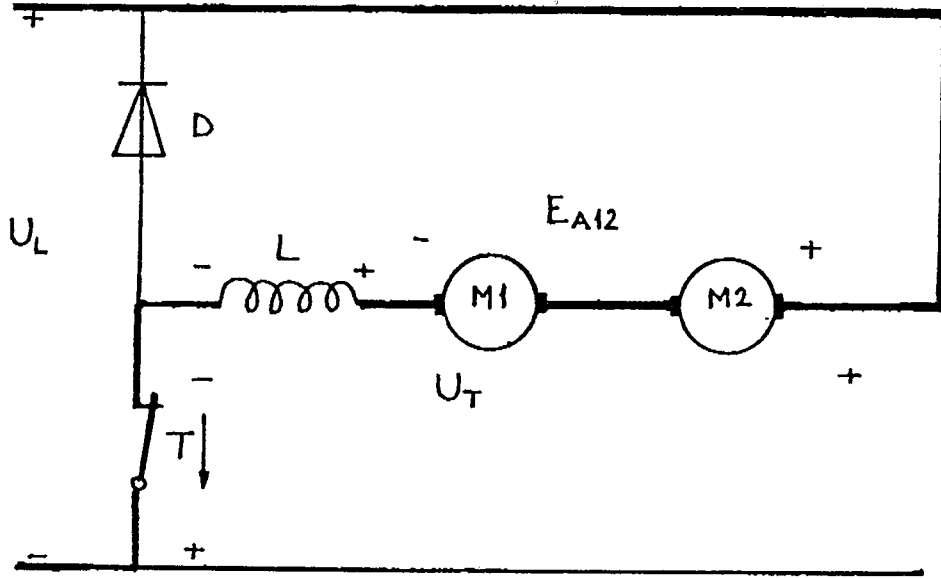 +
D
E_A12
U_L
- L + - M1 M2 +
U_T +
-
T
- +